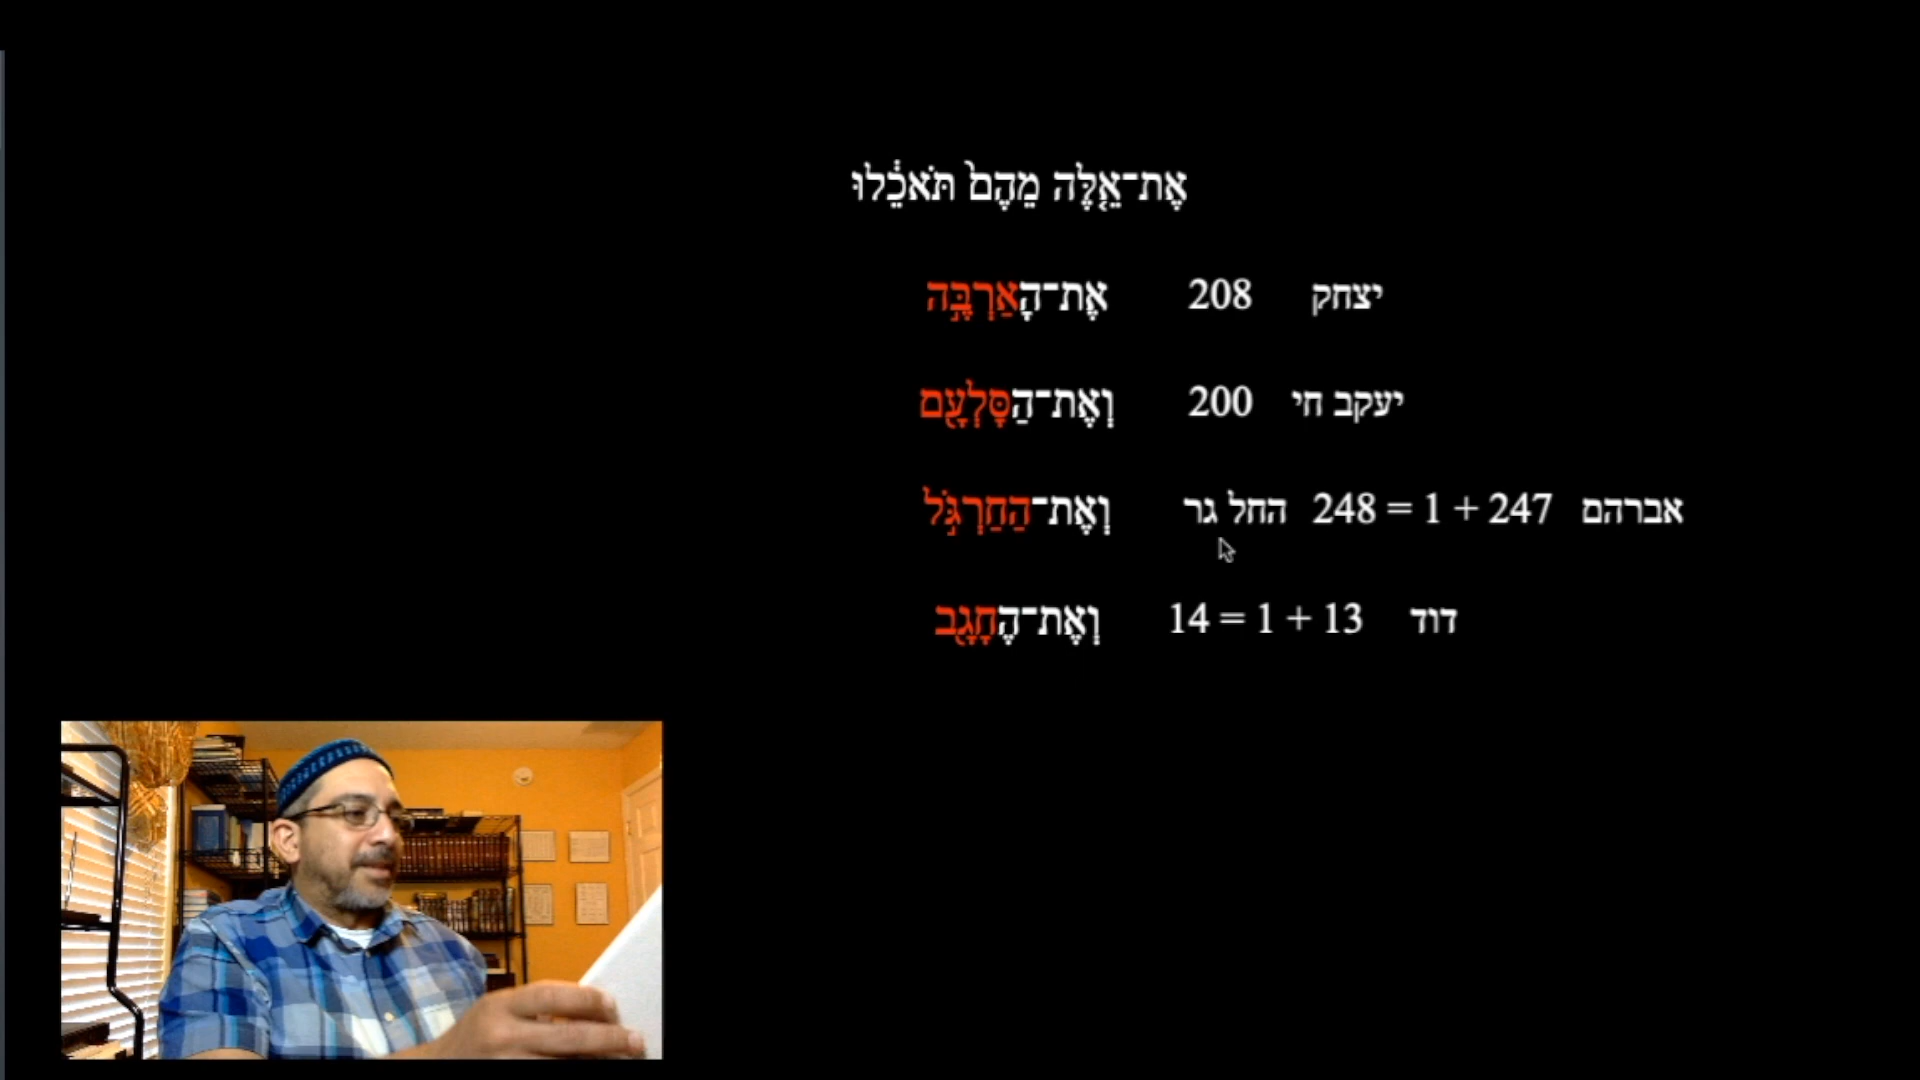 אֶת־אֵ֤לֶּה מֵהֶם֙ תֹּאכֵ֔לוּ
אֶת־הָאַרְבֶּ֣ה 208 יצחק
וְאֶת־הַסָּלְעָ֖ם 200 יעקב חי
וְאֶת־הַחַרְגֹּ֣ל החל גר 248 = 1 + 247 אברהם
וְאֶת־הֶחָגָ֖ב 14 = 1 + 13 דוד